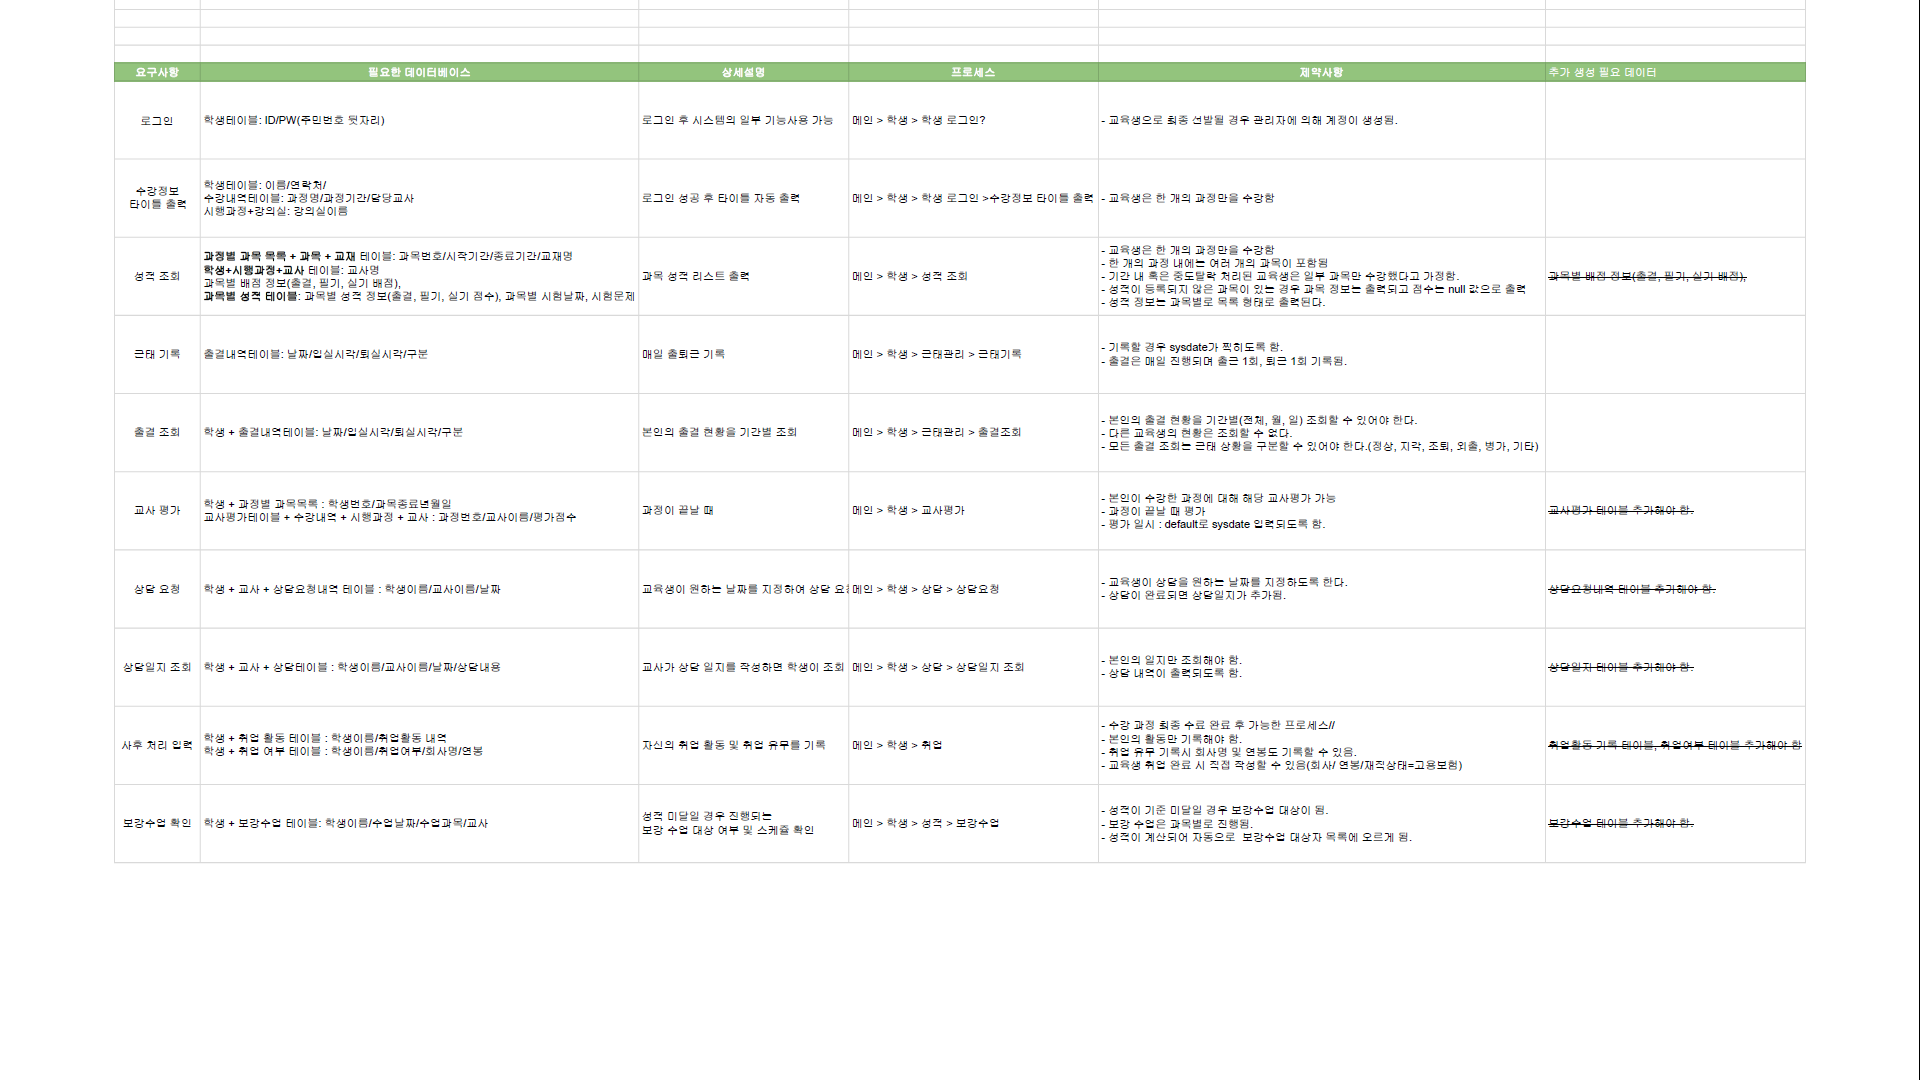 요구사항 필요한 데이터베이스 상세설명 프로세스 제약사항 추가 생성 필요 데이터
로그인
학생테이블: ID/PW(주민번호 뒷자리)
로그인 후 시스템의 일부 기능사용 가능
메인 > 학생 > 학생 로그인?
- 교육생으로 최종 선발될 경우 관리자에 의해 계정이 생성됨.
수강정보
타이틀 출력
학생테이블: 이름/연락처/
수강내역테이블: 과정명/과정기간/담당교사
시행과정+강의실: 강의실이름
로그인 성공 후 타이틀 자동 출력
메인 > 학생 > 학생 로그인 >수강정보 타이틀 출력
- 교육생은 한 개의 과정만을 수강함
성적 조회
과정별 과목 목록 + 과목 + 교재 테이블: 과목번호/시작기간/종료기간/교재명
학생+시행과정+교사 테이블: 교사명
과목별 배점 정보(출결, 필기, 실기 배점),
과목별 성적 테이블: 과목별 성적 정보(출결, 필기, 실기 점수), 과목별 시험날짜, 시험문제
과목 성적 리스트 출력
메인 > 학생 > 성적 조회
- 교육생은 한 개의 과정만을 수강함
- 한 개의 과정 내에는 여러 개의 과목이 포함됨
- 기간 내 혹은 중도탈락 처리된 교육생은 일부 과목만 수강했다고 가정함.
- 성적이 등록되지 않은 과목이 있는 경우 과목 정보는 출력되고 점수는 null 값으로 출력
- 성적 정보는 과목별로 목록 형태로 출력된다.
과목별 배점 정보(출결, 필기, 실기 배점),
근태 기록
출결내역테이블: 날짜/입실시각/퇴실시각/구분
매일 출퇴근 기록
메인 > 학생 > 근태관리 > 근태기록
- 기록할 경우 sysdate가 찍히도록 함.
- 출결은 매일 진행되며 출근 1회, 퇴근 1회 기록됨.
출결 조회
학생 + 출결내역테이블: 날짜/입실시각/퇴실시각/구분
본인의 출결 현황을 기간별 조회
메인 > 학생 > 근태관리 > 출결조회
- 본인의 출결 현황을 기간별(전체, 월, 일) 조회할 수 있어야 한다.
- 다른 교육생의 현황은 조회할 수 없다.
- 모든 출결 조회는 근태 상황을 구분할 수 있어야 한다.(정상, 지각, 조퇴, 외출, 병가, 기타)
교사 평가
학생 + 과정별 과목목록 : 학생번호/과목종료년월일
교사평가테이블 + 수강내역 + 시행과정 + 교사 : 과정번호/교사이름/평가점수
과정이 끝날 때
메인 > 학생 > 교사평가
- 본인이 수강한 과정에 대해 해당 교사평가 가능
- 과정이 끝날 때 평가
- 평가 일시 : default로 sysdate 입력되도록 함.
교사평가 테이블 추가해야 함.
상담 요청
학생 + 교사 + 상담요청내역 테이블 : 학생이름/교사이름/날짜
교육생이 원하는 날짜를 지정하여 상담
메인 > 학생 > 상담 > 상담요청
- 교육생이 상담을 원하는 날짜를 지정하도록 한다.
- 상담이 완료되면 상담일지가 추가됨.
상담요청내역 테이블 추가해야 함.
상담일지 조회
학생 + 교사 + 상담테이블 : 학생이름/교사이름/날짜/상담내용
교사가 상담 일지를 작성하면 학생이 조회
메인 > 학생 > 상담 > 상담일지 조회
- 본인의 일지만 조회해야 함.
- 상담 내역이 출력되도록 함.
상담일지 테이블 추가해야 함.
사후 처리 입력
학생 + 취업 활동 테이블 : 학생이름/취업활동 내역
학생 + 취업 여부 테이블 : 학생이름/취업여부/회사명/연봉
자신의 취업 활동 및 취업 유무를 기록
메인 > 학생 > 취업
- 수강 과정 최종 수료 완료 후 가능한 프로세스//
- 본인의 활동만 기록해야 함.
- 취업 유무 기록시 회사명 및 연봉도 기록할 수 있음.
- 교육생 취업 완료 시 직접 작성할 수 있음(회사/ 연봉/재직상태=고용보험)
취업활동 기록 테이블, 취업여부 테이블 추가해야 함
보강수업 확인
학생 + 보강수업 테이블: 학생이름/수업날짜/수업과목/교사
성적 미달일 경우 진행되는
보강 수업 대상 여부 및 스케쥴 확인
메인 > 학생 > 성적 > 보강수업
- 성적이 기준 미달일 경우 보강수업 대상이 됨.
- 보강 수업은 과목별로 진행됨.
- 성적이 계산되어 자동으로  보강수업 대상자 목록에 오르게 됨.
보강수업 테이블 추가해야 함.